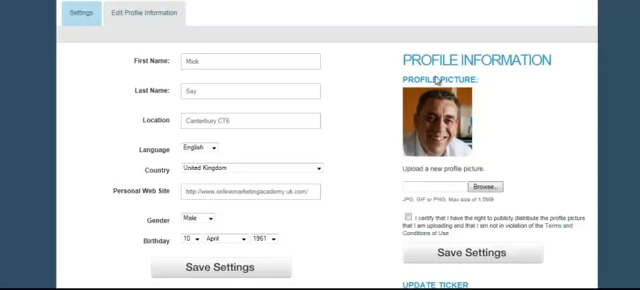 Settings
Edit Profile Information
First Name:
Mick
Last Name:
Say
Location
Canterbury CT6
Language
English
Country
United Kingdom
Personal Web Site
http://www.onlinemarketingacademy.uk.com/
Gender
Male
Birthday
10
April
1961
Save Settings
PROFILE INFORMATION
PROFILE PICTURE:
Upload a new profile picture.
Browse...
JPG, GIF or PNG. Max size of 1.5MB
I certify that I have the right to publicly distribute the profile picture
that I am uploading and that i am not in violation of the Terms and
Conditions of Use
Save Settings
UPDATE TICKER